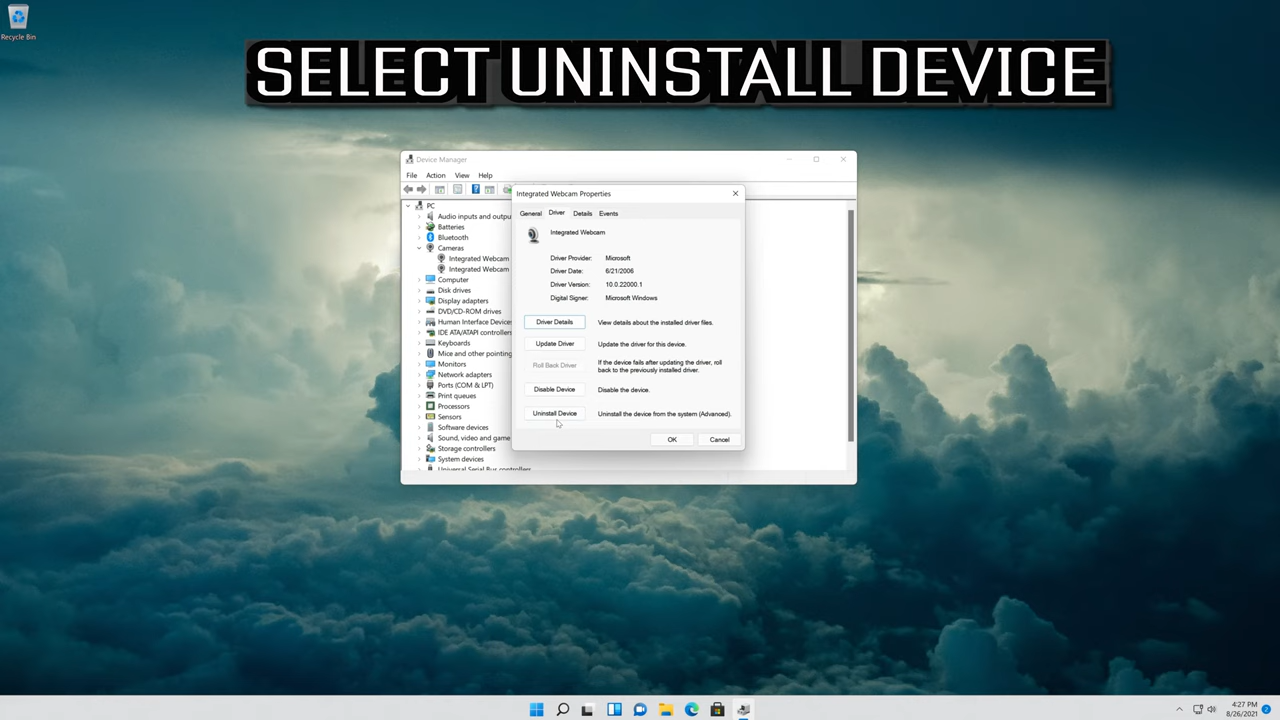 Recycle Bin
SELECT UNINSTALL DEVICE
Device Manager
File Action View Help
PC
Audio inputs and outpu
Batteries
Bluetooth
Cameras
Integrated Webcam
Integrated Webcam
Computer
Disk drives
Display adapters
DVD/CD-ROM drives
Human Interface Devices
IDE ATA/ATAPI controllers
Keyboards
Mice and other pointing
Monitors
Network adapters
Ports (COM & LPT)
Print queues
Processors
Sensors
Software devices
Sound, video and game
Storage controllers
System devices
Universal Serial Bus controllers
Integrated Webcam Properties
General Driver Details Events
Integrated Webcam
Driver Provider: Microsoft
Driver Date: 6/21/2006
Driver Version: 10.0.22000.1
Digital Signer: Microsoft Windows
Driver Details View details about the installed driver files.
Update Driver Update the driver for this device.
Roll Back Driver If the device fails after updating the driver, roll
back to the previously installed driver.
Disable Device Disable the device.
Uninstall Device Uninstall the device from the system (Advanced).
OK Cancel
4:27 PM
8/26/2021
2